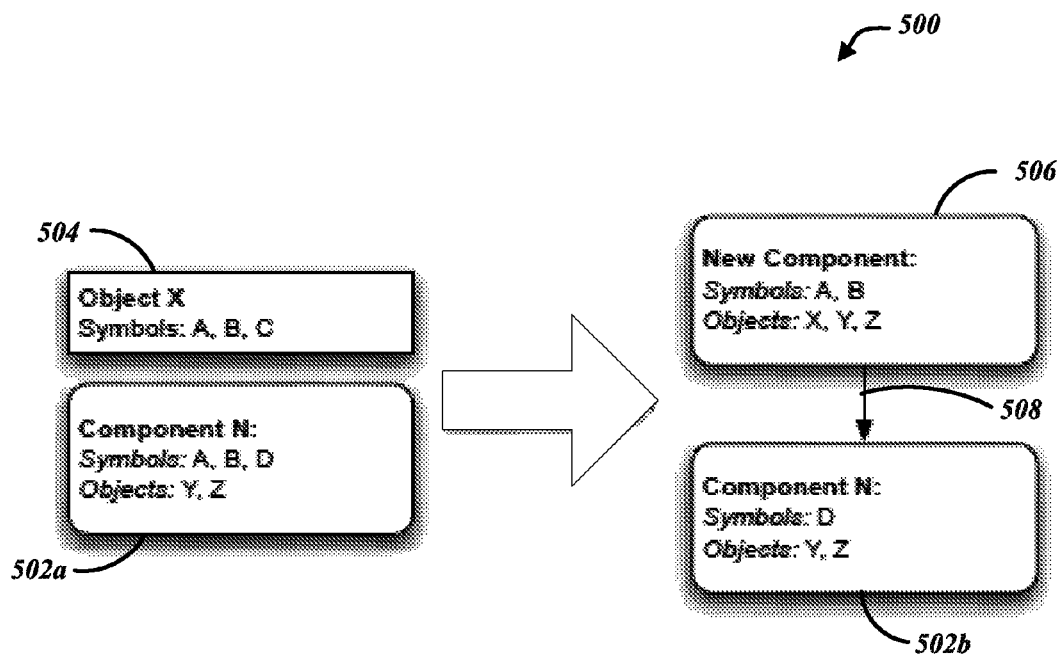 500
504
Object X
Symbols: A, B, C
Component N:
Symbols: A, B, D
Objects: Y, Z
502a
506
New Component:
Symbols: A, B
Objects: X, Y, Z
508
Component N:
Symbols: D
Objects: Y, Z
502b